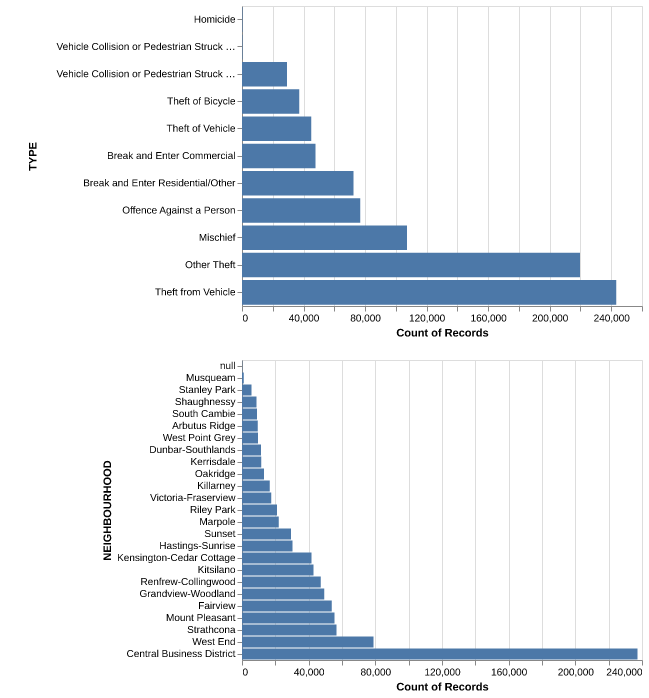 Homicide
Vehicle Collision or Pedestrian Struck …
Vehicle Collision or Pedestrian Struck …
Theft of Bicycle
Theft of Vehicle
Break and Enter Commercial
Break and Enter Residential/Other
Offence Against a Person
Mischief
Other Theft
Theft from Vehicle
TYPE
0 40,000 80,000 120,000 160,000 200,000 240,000
Count of Records
null
Musqueam
Stanley Park
Shaughnessy
South Cambie
Arbutus Ridge
West Point Grey
Dunbar-Southlands
Kerrisdale
Oakridge
Killarney
Victoria-Fraserview
Riley Park
Marpole
Sunset
Hastings-Sunrise
Kensington-Cedar Cottage
Kitsilano
Renfrew-Collingwood
Grandview-Woodland
Fairview
Mount Pleasant
Strathcona
West End
Central Business District
NEIGHBOURHOOD
0 40,000 80,000 120,000 160,000 200,000 240,000
Count of Records